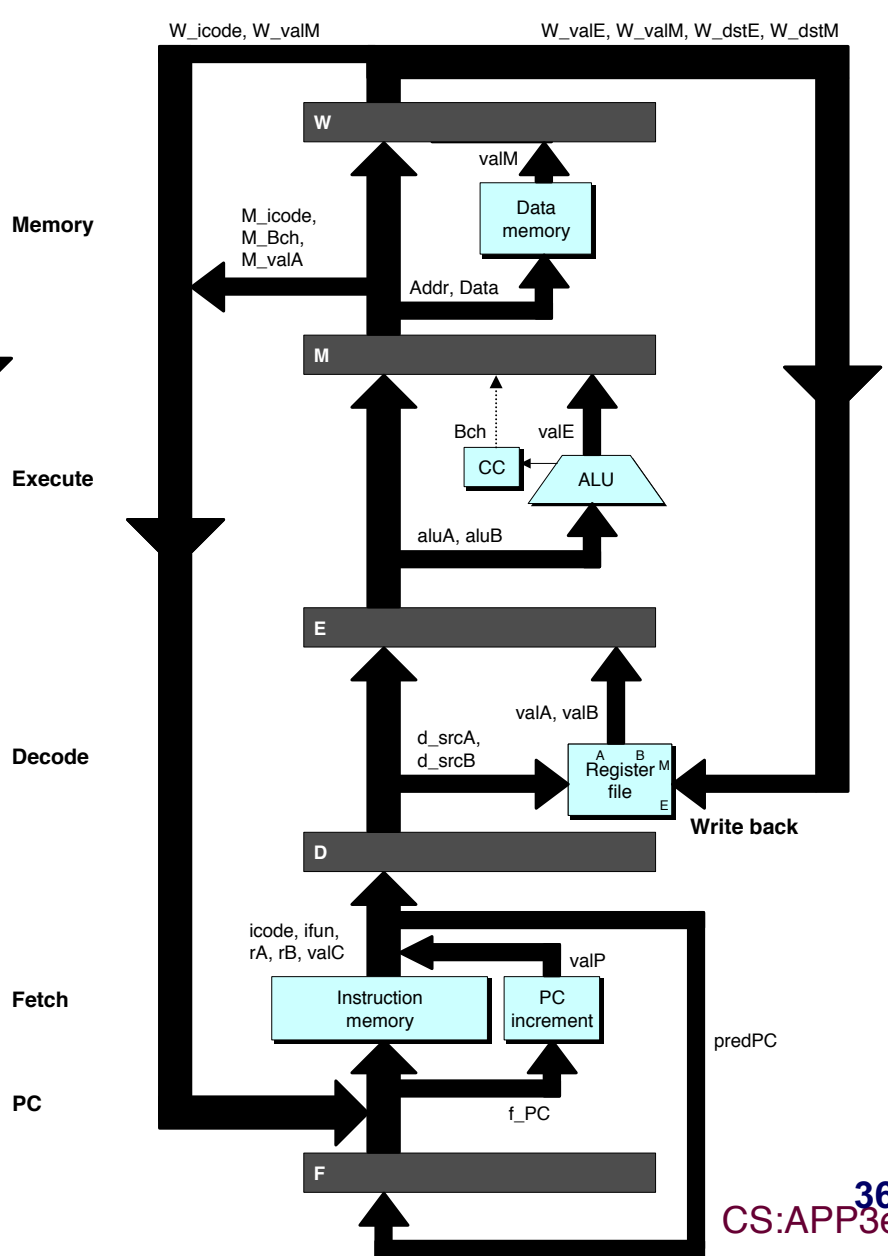 W_icode, W_valM
W_valE, W_valM, W_dstE, W_dstM
W
valM
Data
memory
Memory
M_icode,
M_Bch,
M_valA
Addr, Data
M
Bch
valE
CC
ALU
Execute
aluA, aluB
E
valA, valB
d_srcA,
d_srcB
A B
Register M
file
E
Decode
Write back
D
icode, ifun,
rA, rB, valC
valP
Fetch
Instruction
memory
PC
increment
predPC
PC
f_PC
F
36
CS:APP3e